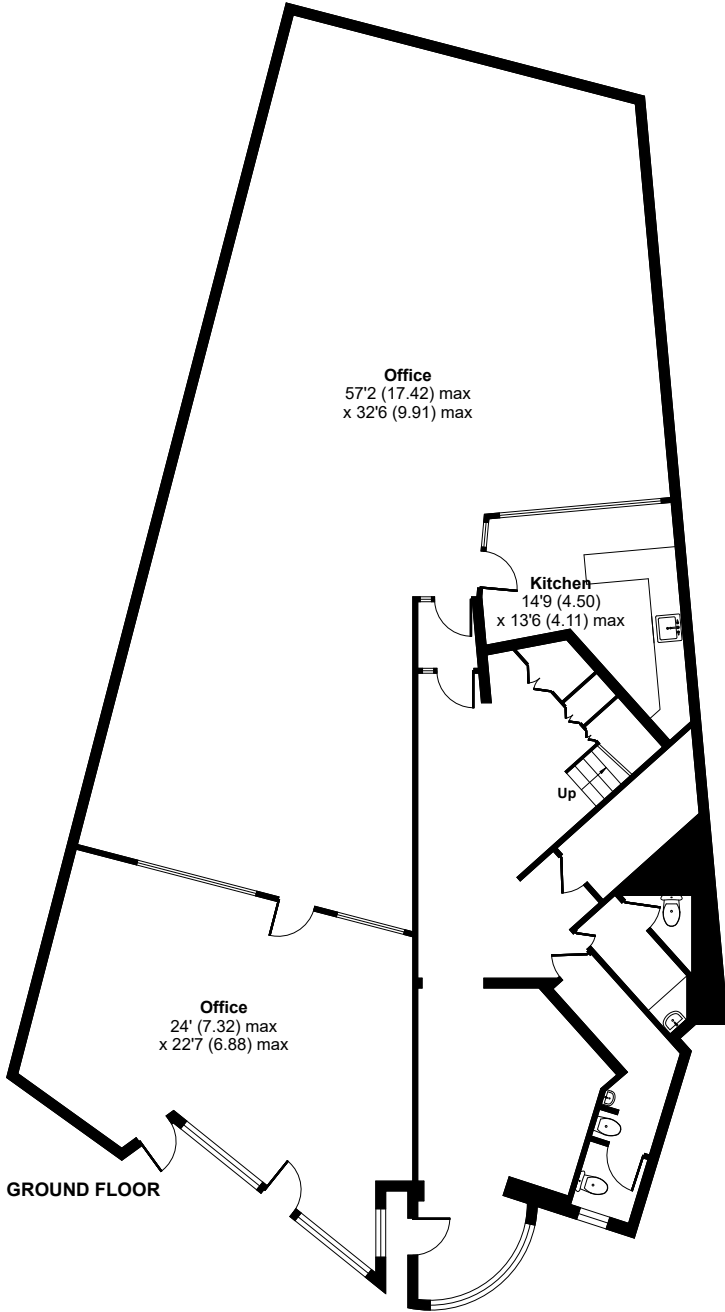 Office
57'2 (17.42) max
x 32'6 (9.91) max
Kitchen
14'9 (4.50)
x 13'6 (4.11) max
Up
Office
24' (7.32) max
x 22'7 (6.88) max
GROUND FLOOR